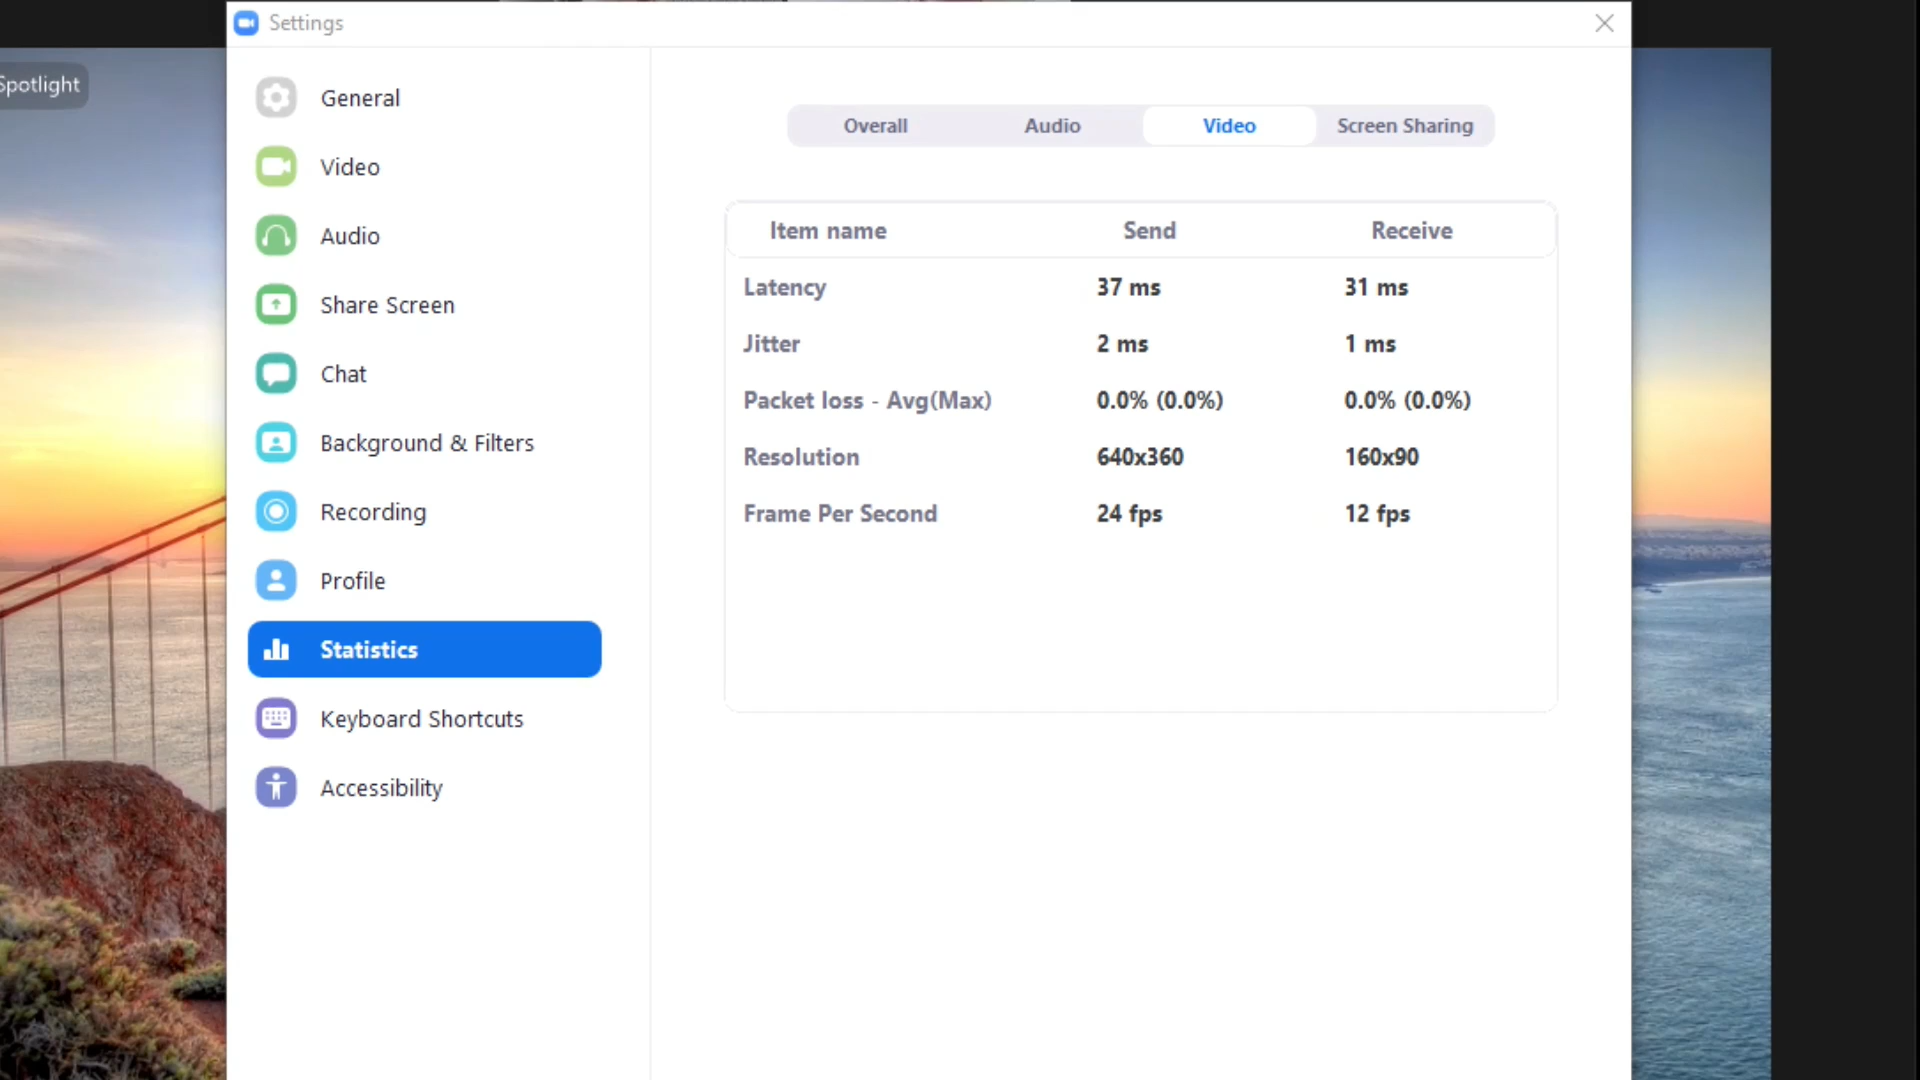 Settings
Spotlight
General
Video
Audio
Share Screen
Chat
Background & Filters
Recording
Profile
Statistics
Keyboard Shortcuts
Accessibility
Overall Audio Video Screen Sharing
Item name Send Receive
Latency 37 ms 31 ms
Jitter 2 ms 1 ms
Packet loss - Avg(Max) 0.0% (0.0%) 0.0% (0.0%)
Resolution 640x360 160x90
Frame Per Second 24 fps 12 fps